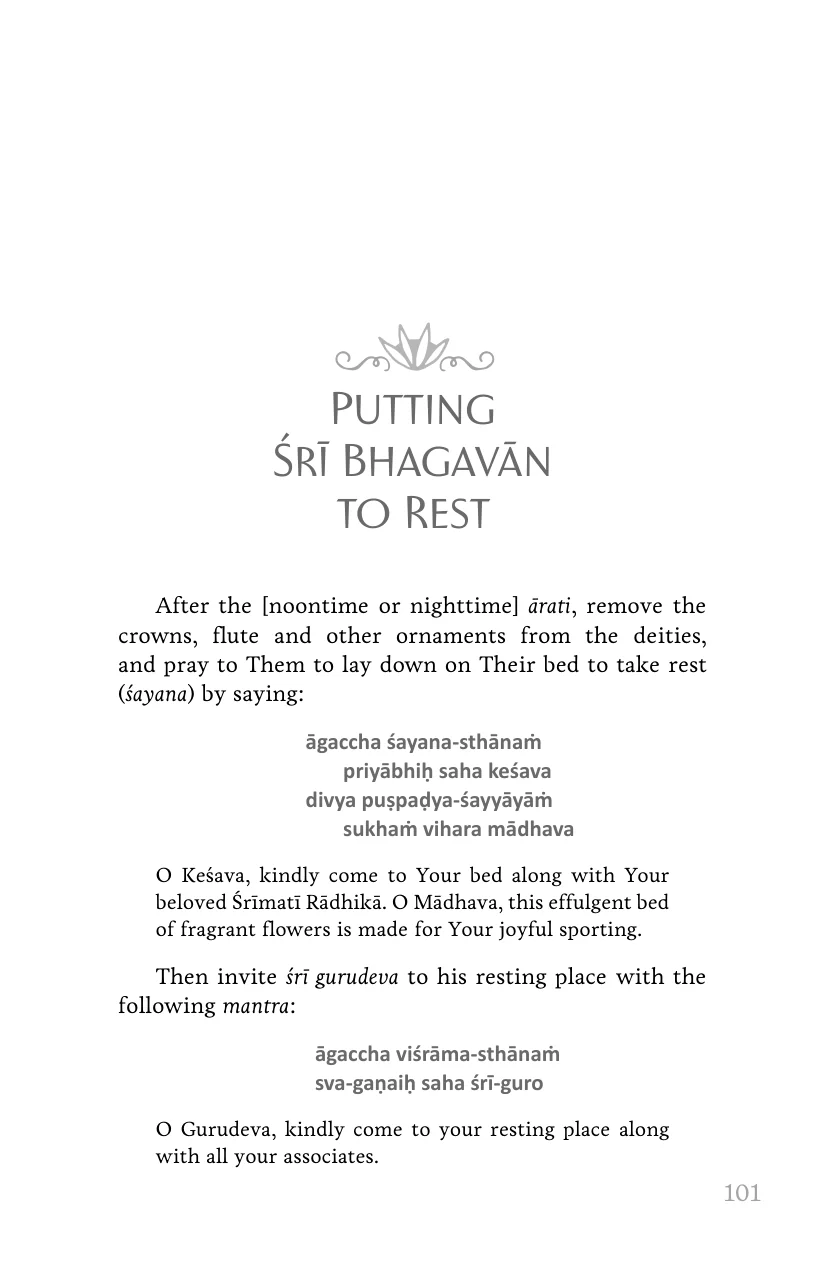 Putting
Śrī Bhagavān
to Rest
After the [noontime or nighttime] ārati, remove the
crowns, flute and other ornaments from the deities,
and pray to Them to lay down on Their bed to take rest
(śayana) by saying:
āgaccha śayana-sthānaṁ
priyābhiḥ saha keśava
divya puṣpaḍya-śayyāyāṁ
sukhaṁ vihara mādhava
O Keśava, kindly come to Your bed along with Your
beloved Śrīmatī Rādhikā. O Mādhava, this effulgent bed
of fragrant flowers is made for Your joyful sporting.
Then invite śrī gurudeva to his resting place with the
following mantra:
āgaccha viśrāma-sthānaṁ
sva-gaṇaiḥ saha śrī-guro
O Gurudeva, kindly come to your resting place along
with all your associates.
101